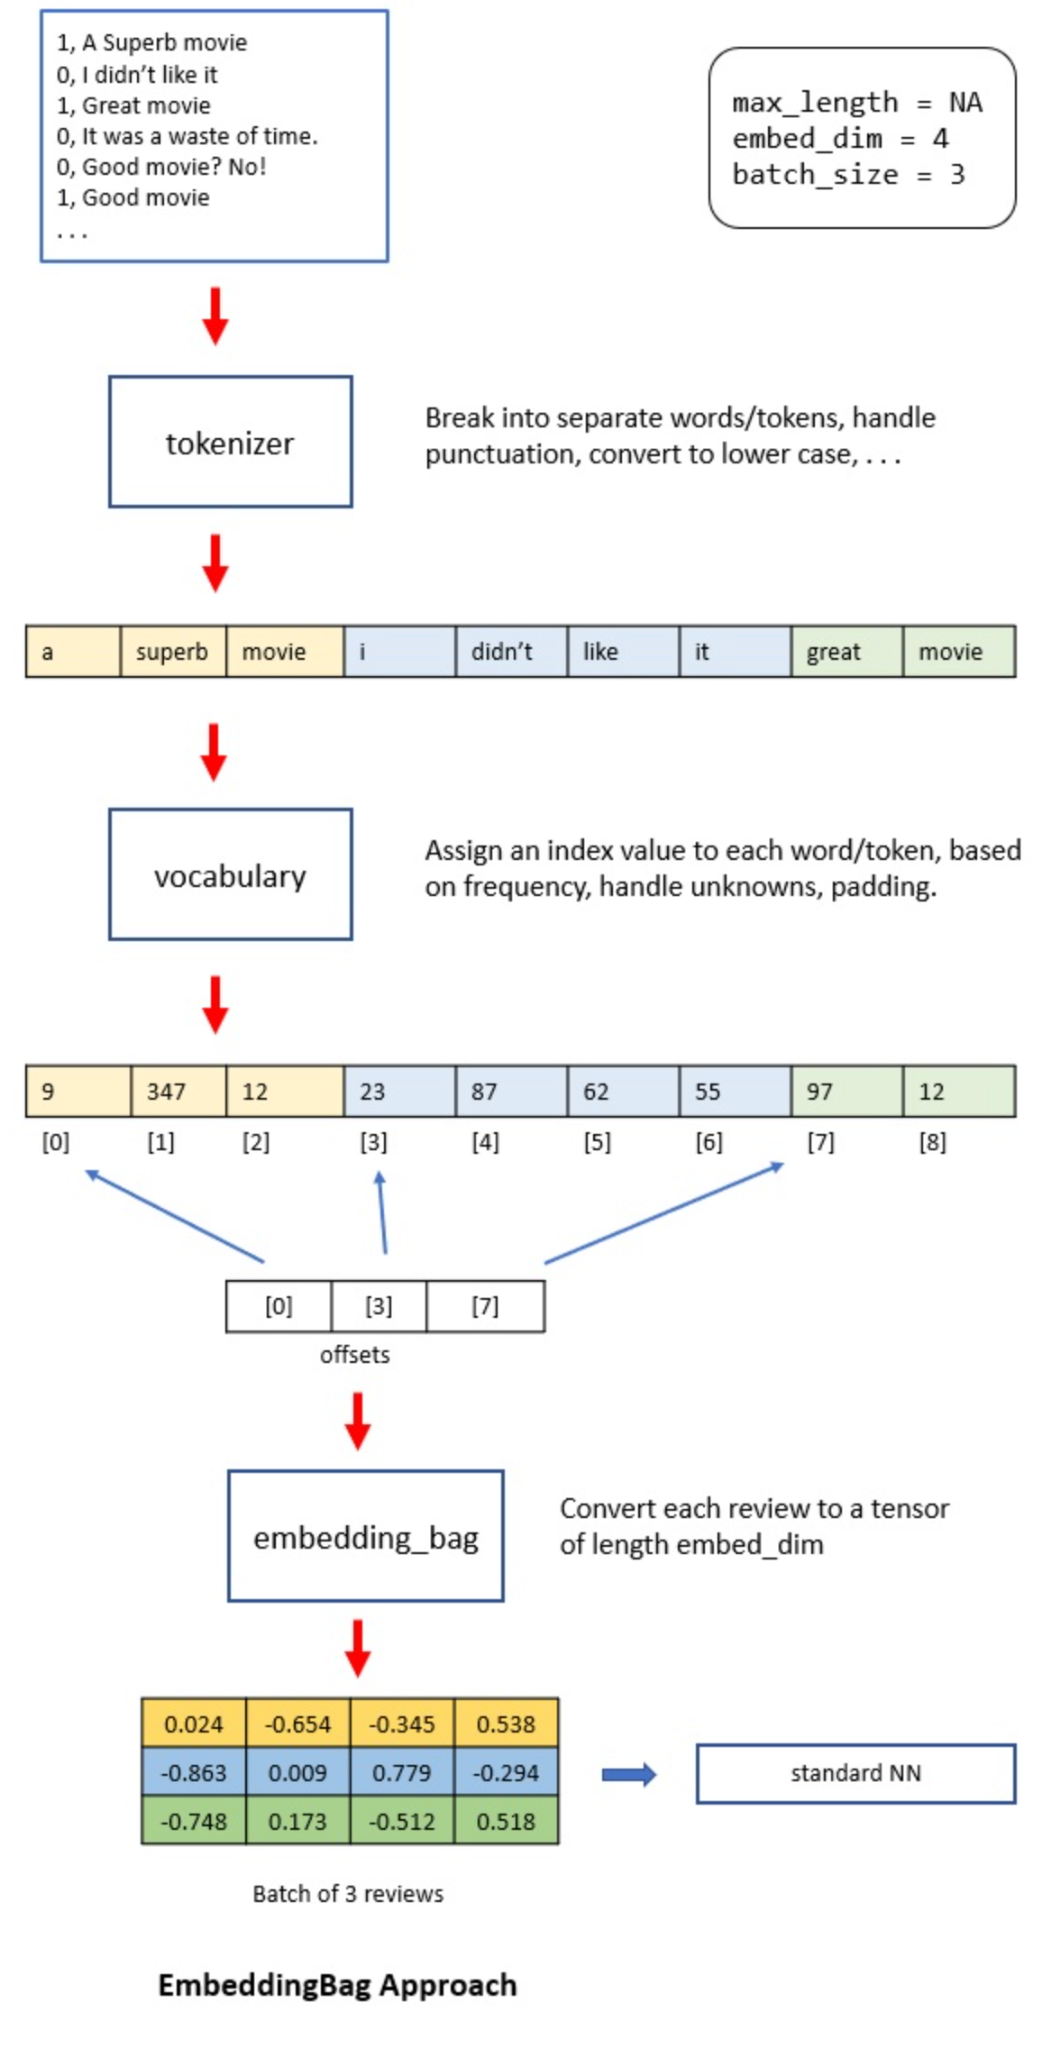 1, A Superb movie
0, I didn't like it
1, Great movie
0, It was a waste of time.
0, Good movie? No!
1, Good movie
. . .
max_length = NA
embed_dim = 4
batch_size = 3
tokenizer
Break into separate words/tokens, handle
punctuation, convert to lower case, . . .
a superb movie i didn't like it great movie
vocabulary
Assign an index value to each word/token, based
on frequency, handle unknowns, padding.
9 347 12 23 87 62 55 97 12
[0] [1] [2] [3] [4] [5] [6] [7] [8]
[0] [3] [7]
offsets
embedding_bag
Convert each review to a tensor
of length embed_dim
0.024 -0.654 -0.345 0.538
-0.863 0.009 0.779 -0.294
-0.748 0.173 -0.512 0.518
standard NN
Batch of 3 reviews
EmbeddingBag Approach